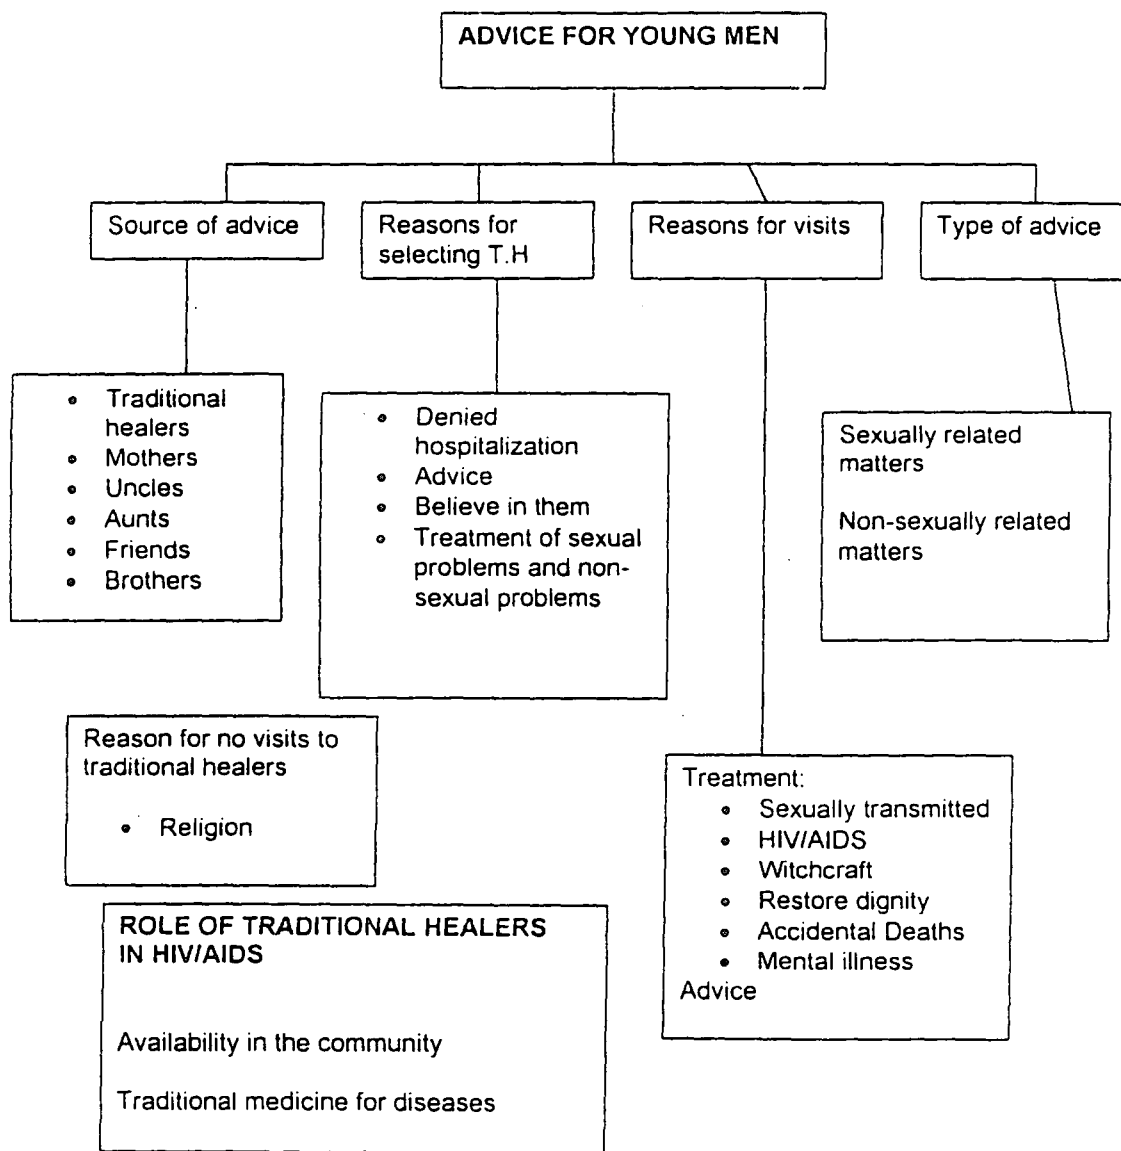 ADVICE FOR YOUNG MEN
Source of advice
Reasons for
selecting T.H
Reasons for visits
Type of advice
• Traditional
healers
• Mothers
• Uncles
• Aunts
• Friends
• Brothers
• Denied
hospitalization
• Advice
• Believe in them
• Treatment of sexual
problems and non-
sexual problems
Sexually related
matters
Non-sexually related
matters
Reason for no visits to
traditional healers
• Religion
Treatment:
• Sexually transmitted
• HIV/AIDS
• Witchcraft
• Restore dignity
• Accidental Deaths
• Mental illness
Advice
ROLE OF TRADITIONAL HEALERS
IN HIV/AIDS
Availability in the community
Traditional medicine for diseases